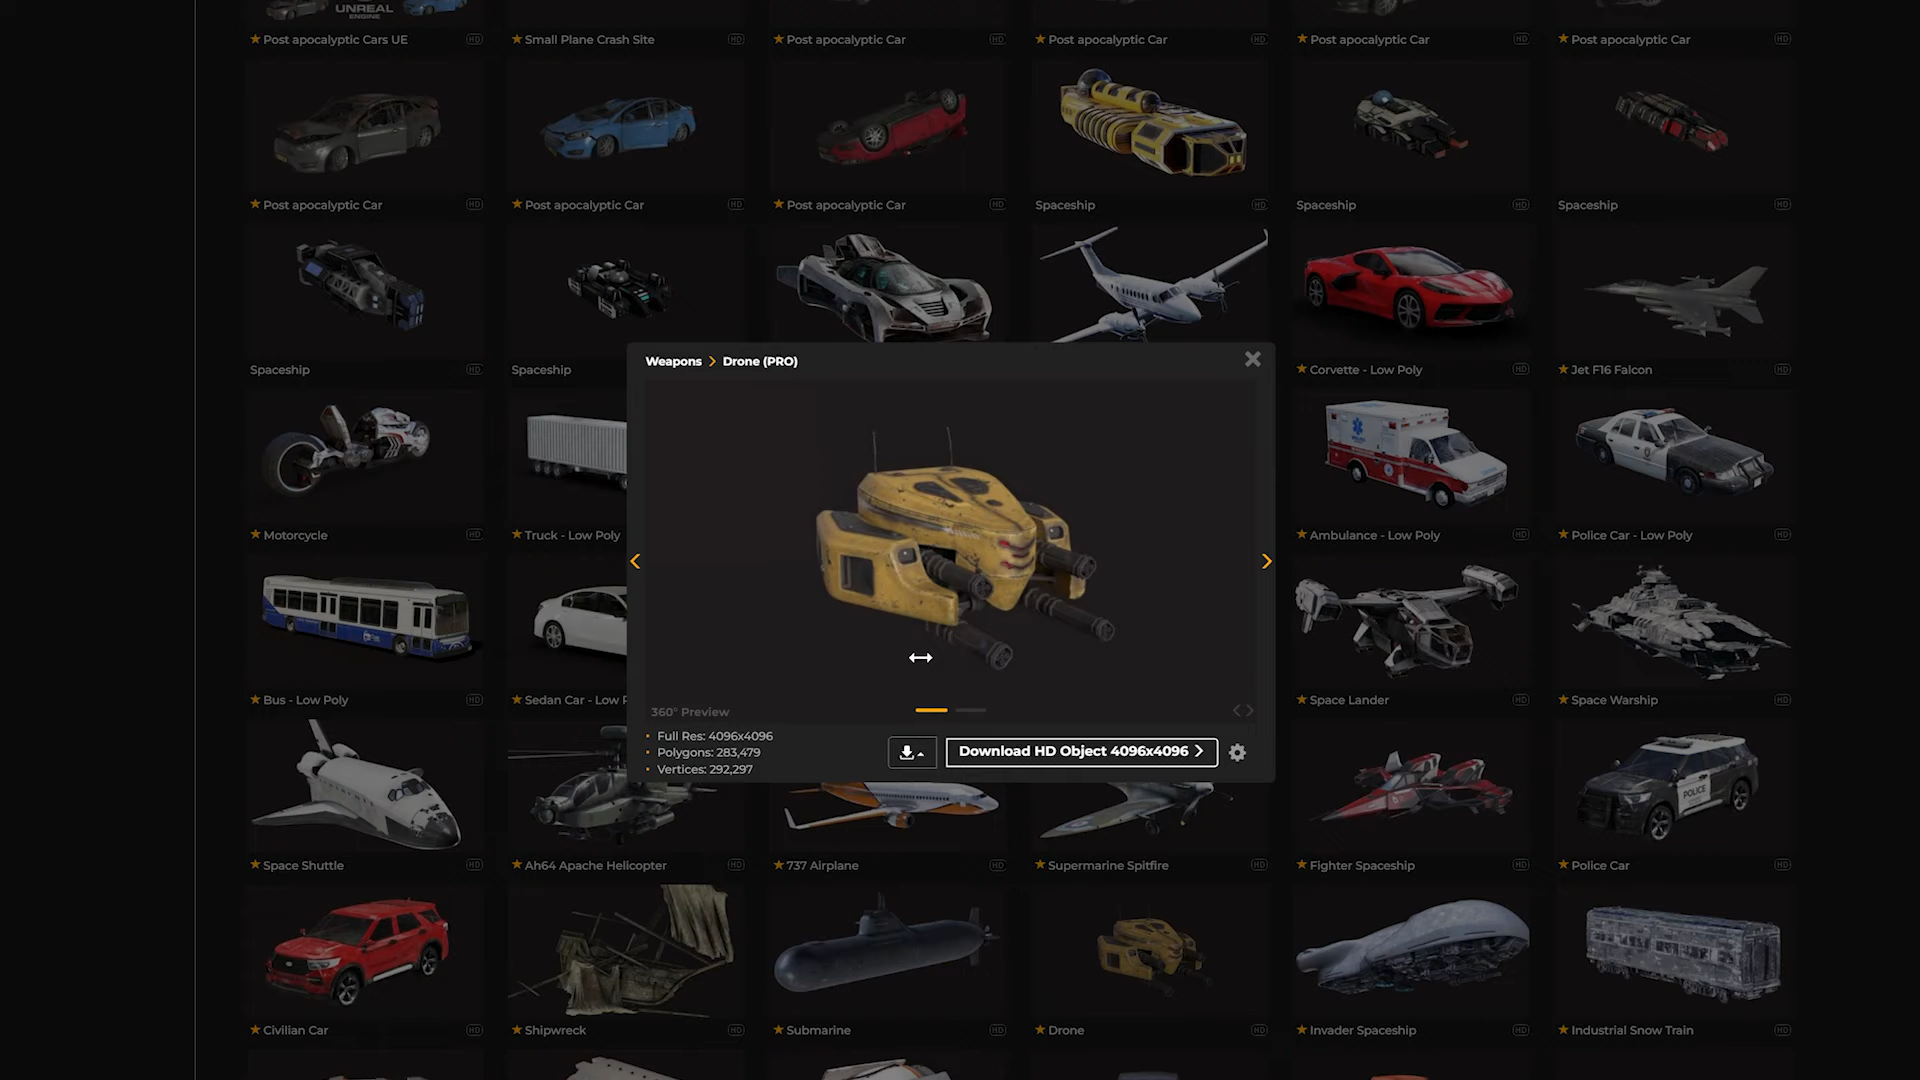 UNREAL
ENGINE
Post apocalyptic Cars UE HD
Small Plane Crash Site HD
Post apocalyptic Car HD
Post apocalyptic Car HD
Post apocalyptic Car HD
Post apocalyptic Car HD
Post apocalyptic Car HD
Post apocalyptic Car HD
Post apocalyptic Car HD
Spaceship HD
Spaceship HD
Spaceship HD
Spaceship HD
Spaceship
Corvette - Low Poly HD
Jet F16 Falcon HD
Weapons > Drone (PRO)
Motorcycle HD
Truck - Low Poly
Ambulance - Low Poly HD
Police Car - Low Poly HD
Bus - Low Poly HD
Sedan Car - Low
Space Lander HD
Space Warship HD
360° Preview
Full Res: 4096x4096
Polygons: 283,479
Vertices: 292,297
Download HD Object 4096x4096 >
POLICE
Space Shuttle HD
Ah64 Apache Helicopter HD
737 Airplane HD
Supermarine Spitfire HD
Fighter Spaceship HD
Police Car HD
Civilian Car HD
Shipwreck HD
Submarine HD
Drone HD
Invader Spaceship HD
Industrial Snow Train HD